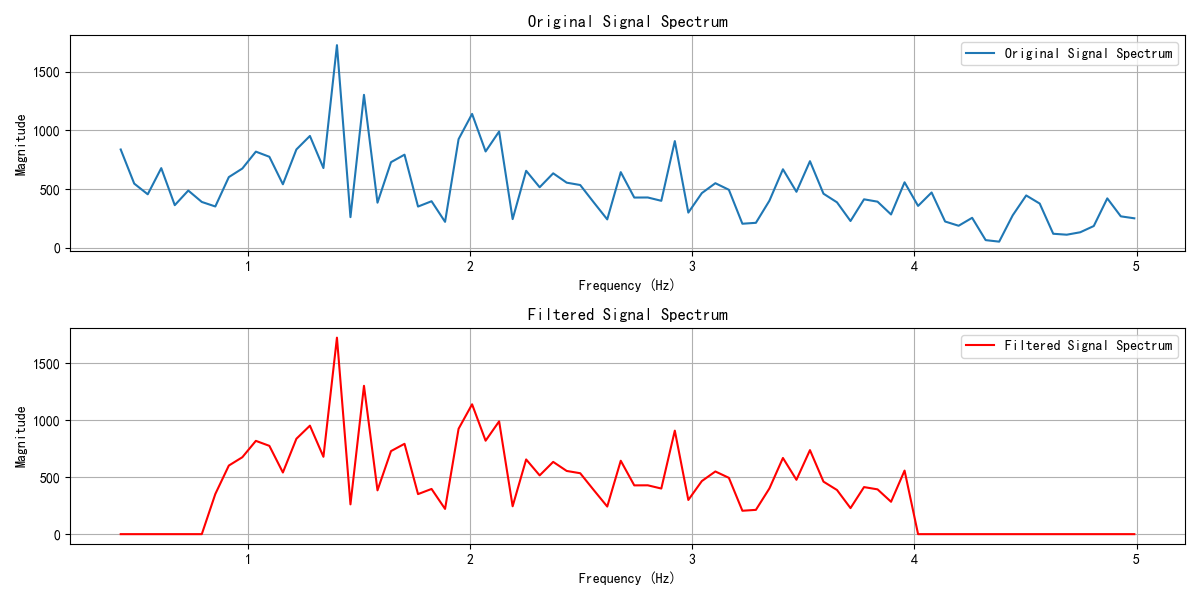 Original Signal Spectrum
Original Signal Spectrum
Magnitude
1500
1000
500
0
1 2 3 4 5
Frequency (Hz)
Filtered Signal Spectrum
Filtered Signal Spectrum
Magnitude
1500
1000
500
0
1 2 3 4 5
Frequency (Hz)